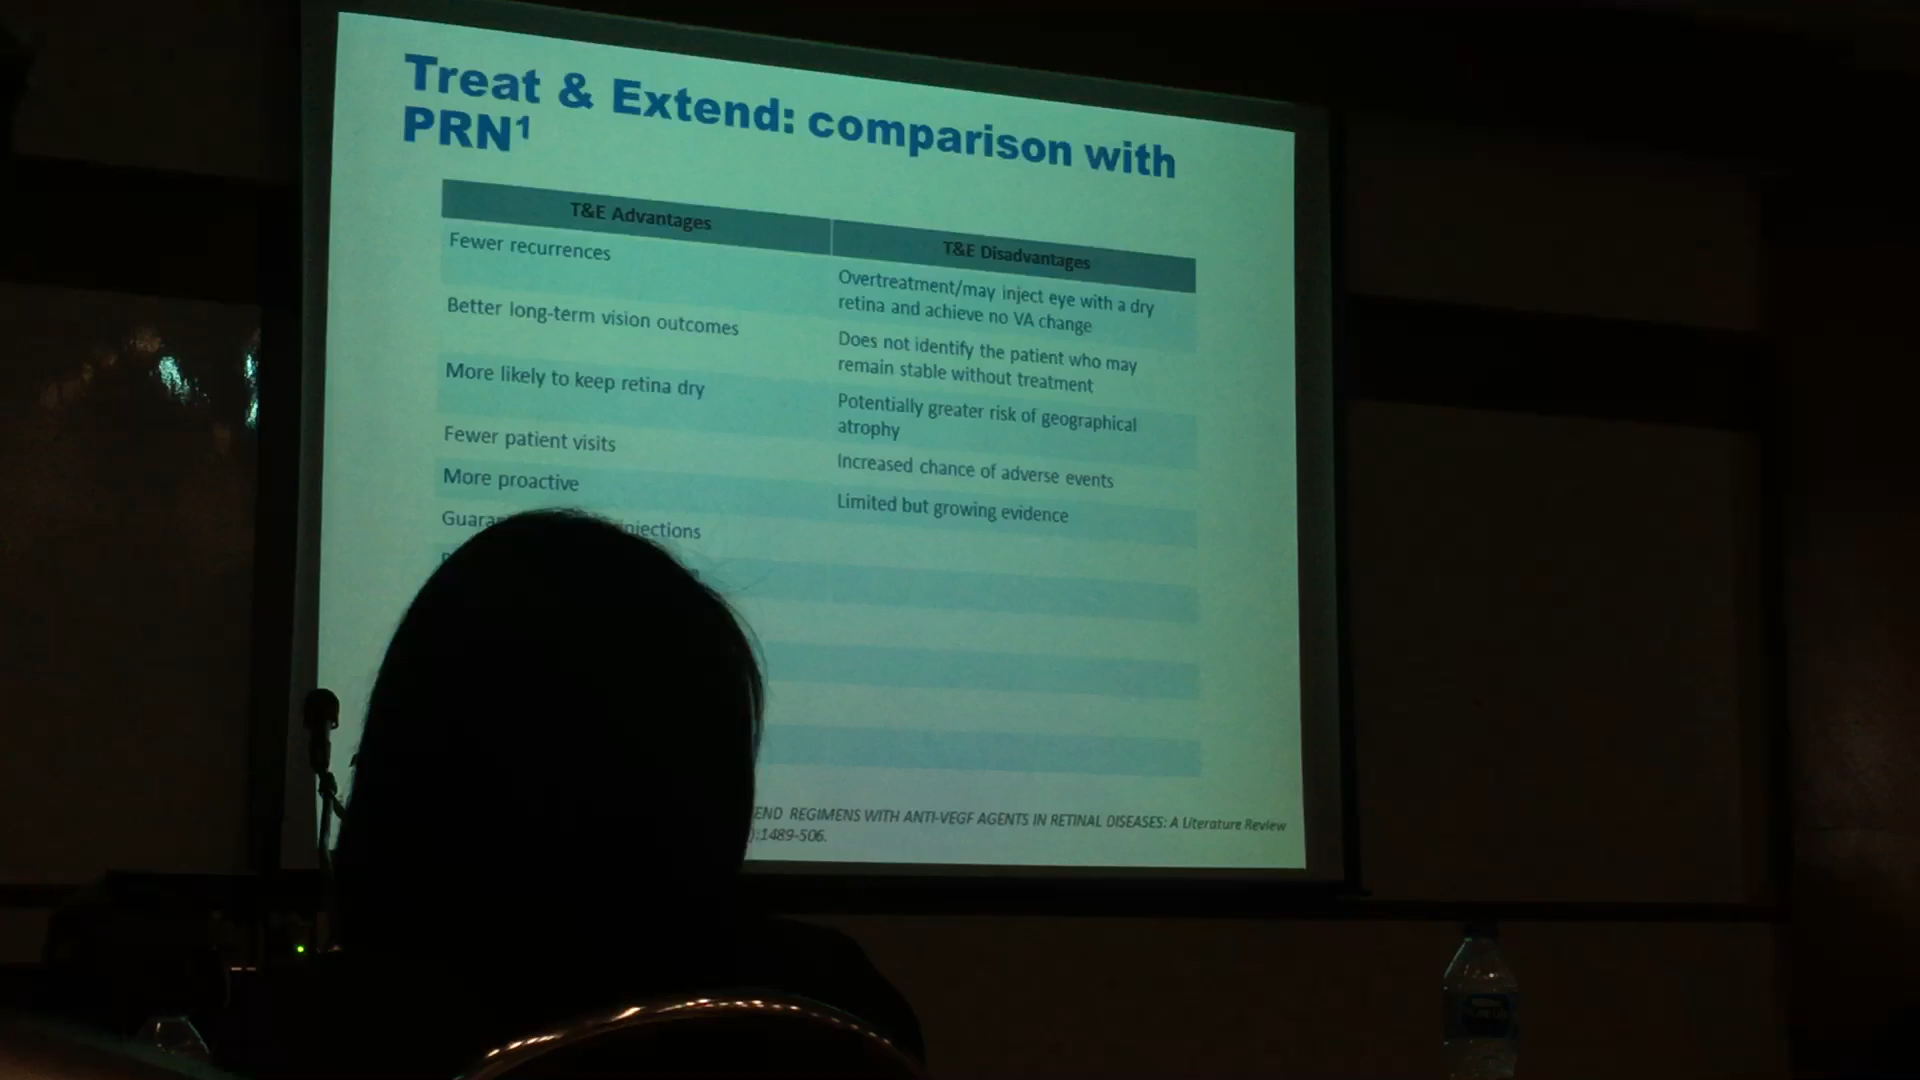 Treat & Extend: comparison with
PRN¹
T&E Advantages
T&E Disadvantages
Fewer recurrences
Overtreatment/may inject eye with a dry
retina and achieve no VA change
Better long-term vision outcomes
Does not identify the patient who may
remain stable without treatment
More likely to keep retina dry
Potentially greater risk of geographical
atrophy
Fewer patient visits
Increased chance of adverse events
More proactive
Limited but growing evidence
injections
REGIMENS WITH ANTI-VEGF AGENTS IN RETINAL DISEASES: A Literature Review
):1489-506.